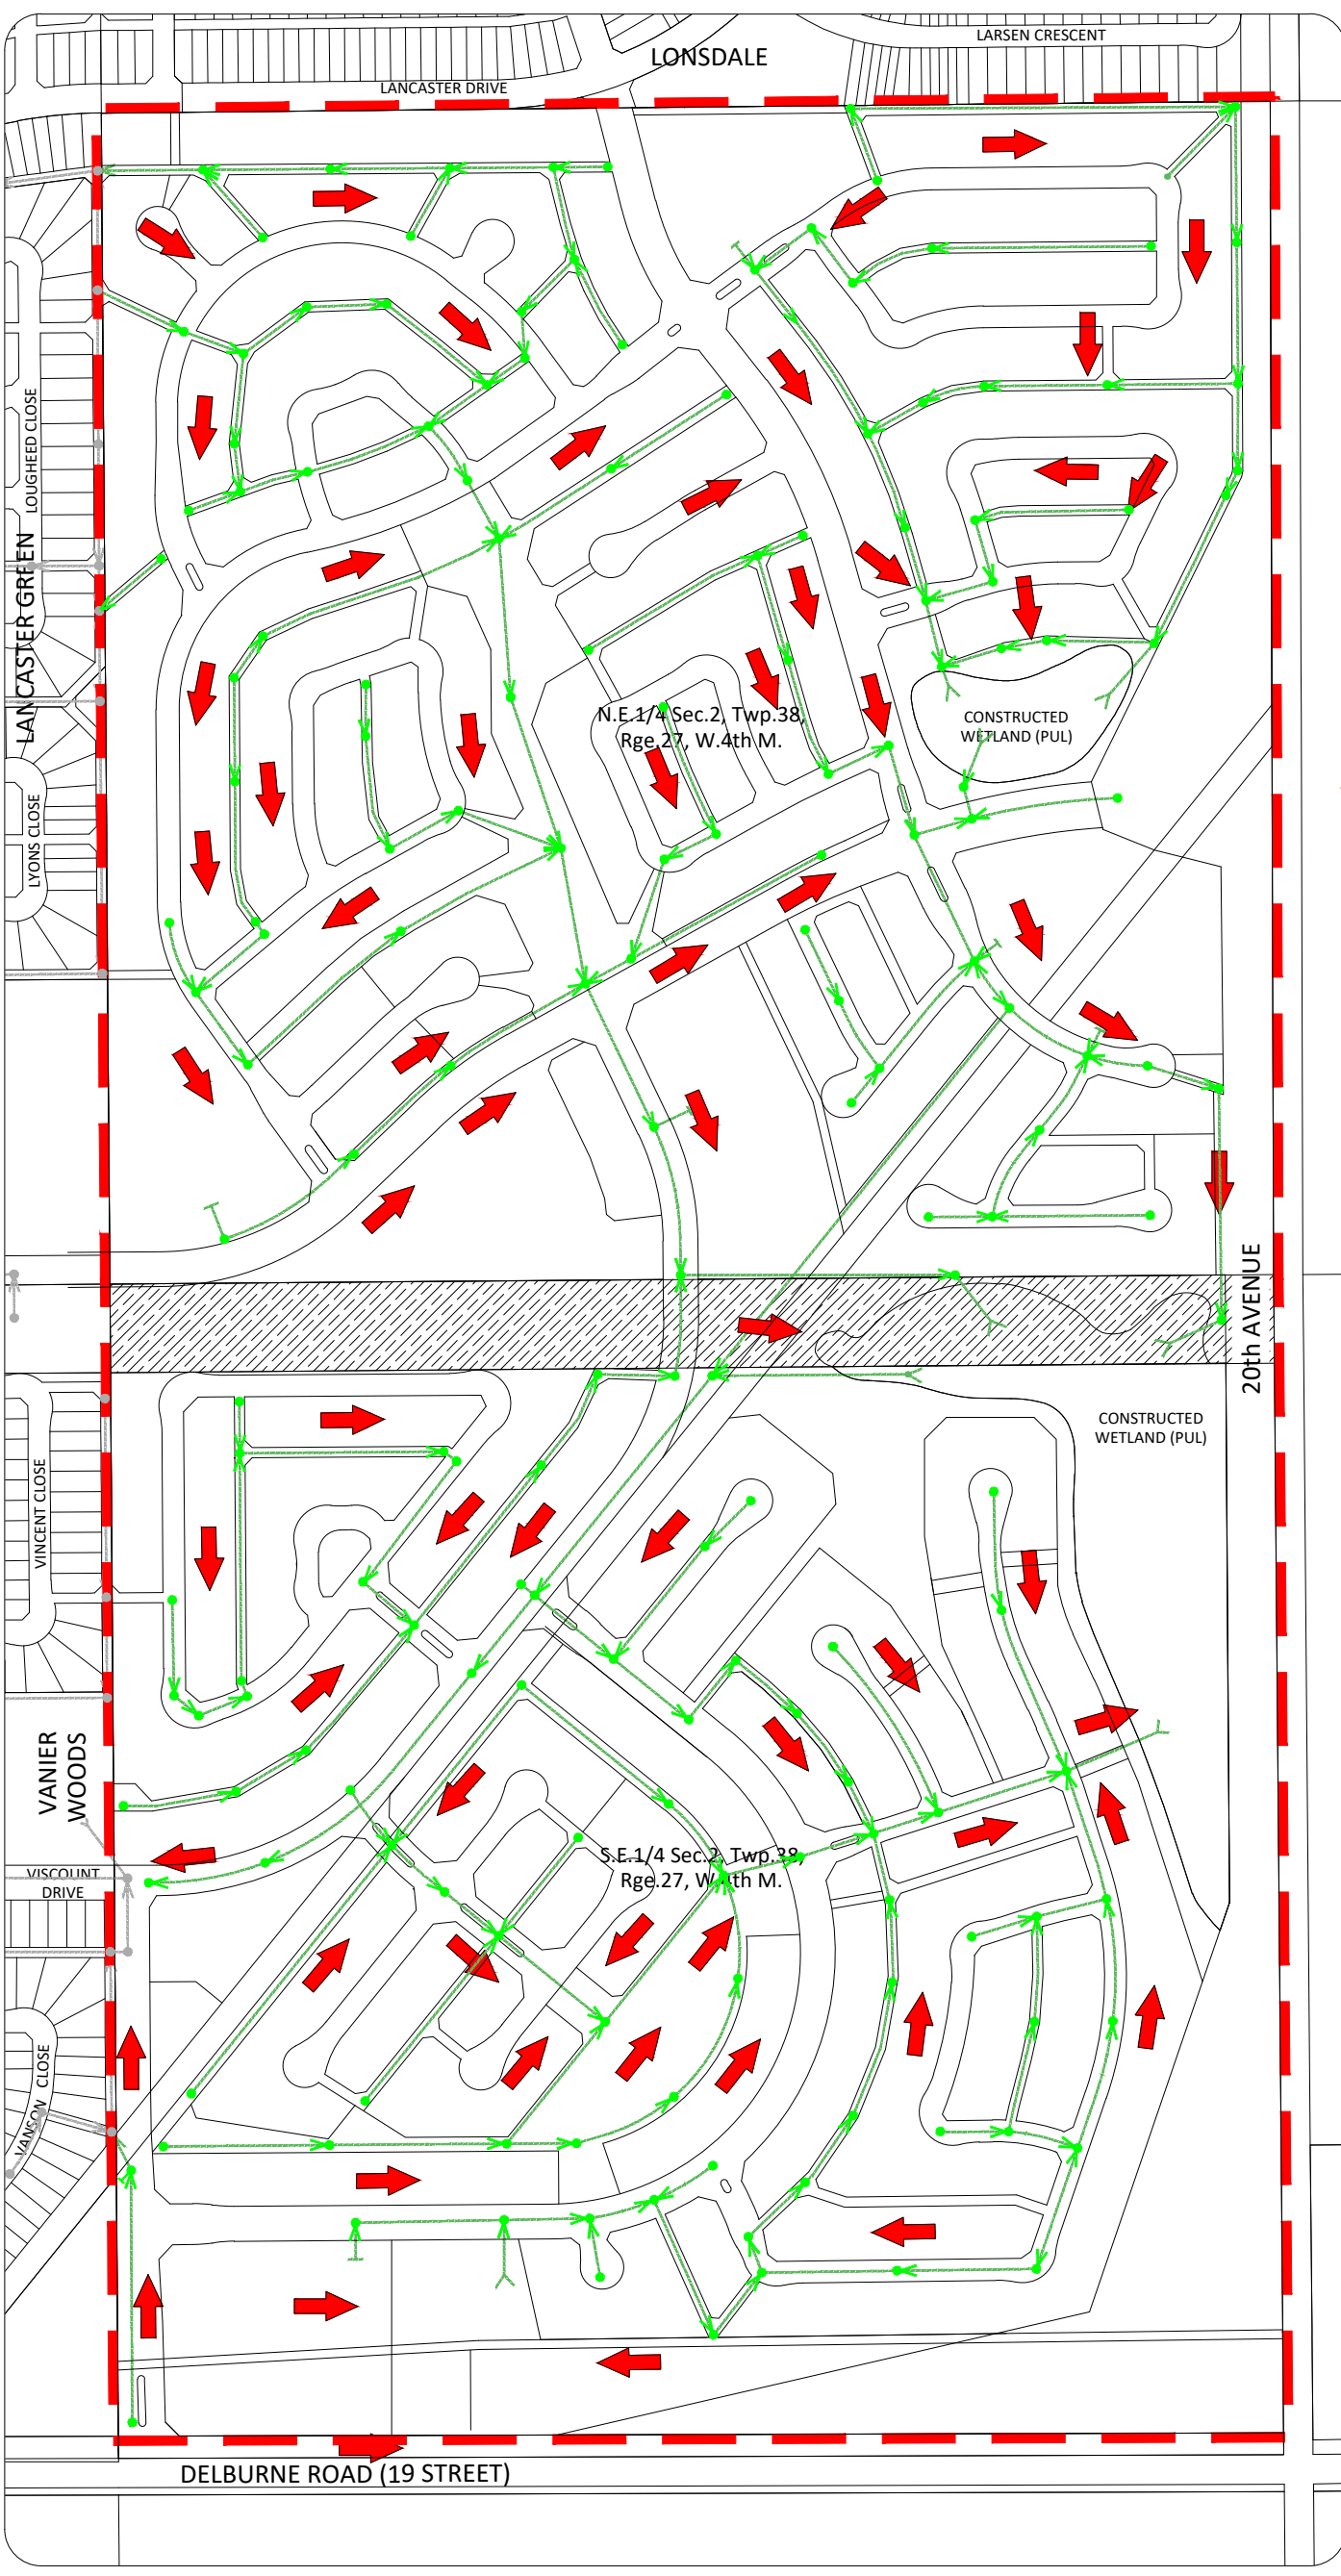 LARSEN CRESCENT
LONSDALE
LANCASTER DRIVE
LOUGHEED CLOSE
LANCASTER GREEN
N.E.1/4 Sec.2, Twp.38,
Rge.27, W.4th M.
CONSTRUCTED
WETLAND (PUL)
LYONS CLOSE
20th AVENUE
CONSTRUCTED
WETLAND (PUL)
VINCENT CLOSE
VANIER
WOODS
S.E.1/4 Sec.2, Twp.38,
Rge.27, W.4th M.
VISCOUNT
DRIVE
VANSON CLOSE
DELBURNE ROAD (19 STREET)